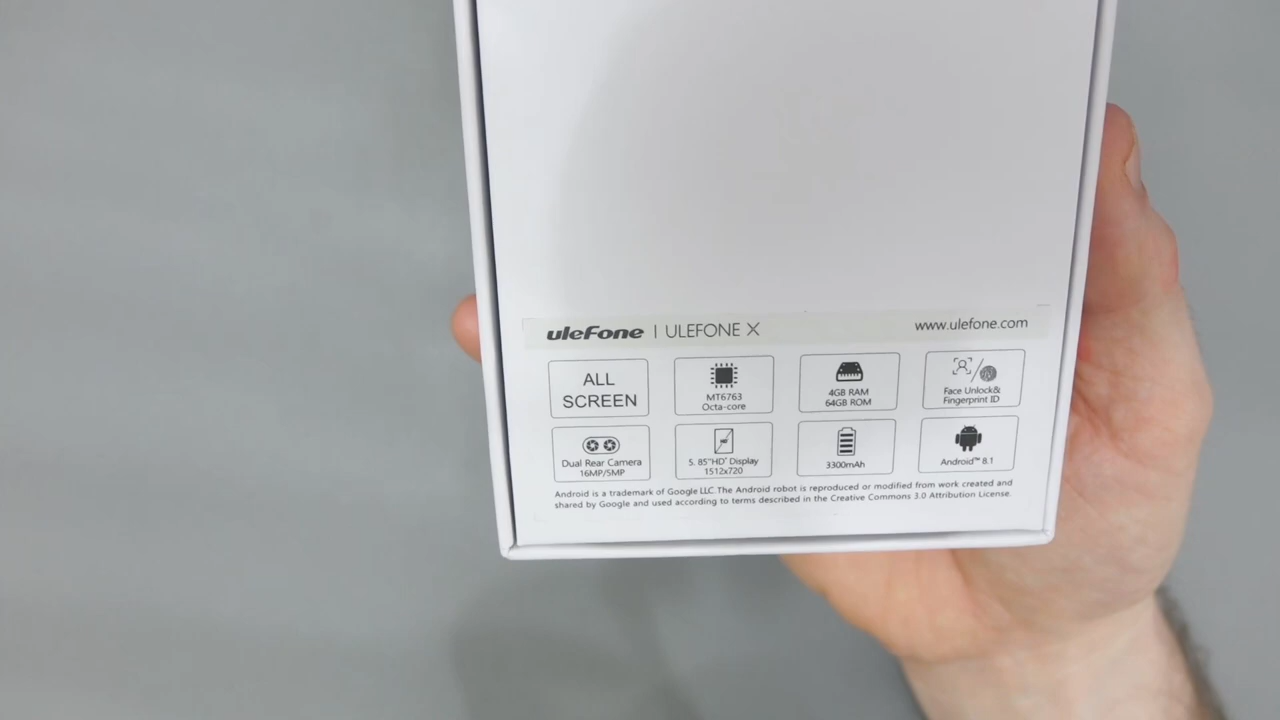 uleFone | ULEFONE X
www.ulefone.com
ALL
SCREEN
MT6763
Octa-core
4GB RAM
64GB ROM
Face Unlock&
Fingerprint ID
Dual Rear Camera
16MP/5MP
5. 85"HD⁺ Display
1512x720
3300mAh
Android™ 8.1
Android is a trademark of Google LLC. The Android robot is reproduced or modified from work created and
shared by Google and used according to terms described in the Creative Commons 3.0 Attribution License.